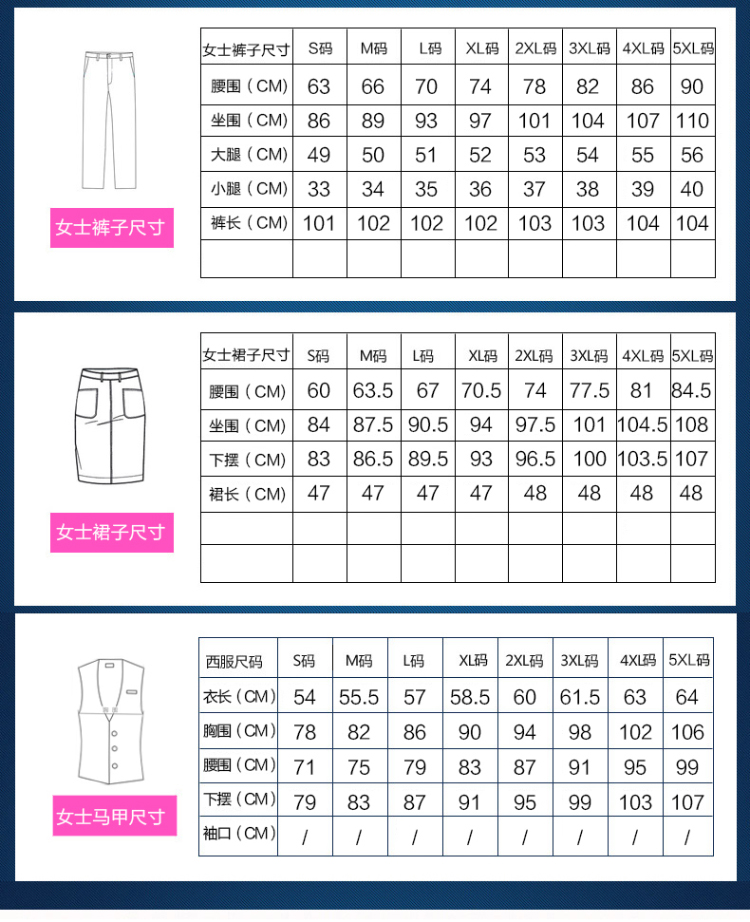 女士裤子尺寸 S码 M码 L码 XL码 2XL码 3XL码 4XL码 5XL码
腰围(CM) 63 66 70 74 78 82 86 90
坐围(CM) 86 89 93 97 101 104 107 110
大腿(CM) 49 50 51 52 53 54 55 56
小腿(CM) 33 34 35 36 37 38 39 40
裤长(CM) 101 102 102 102 103 103 104 104
女士裤子尺寸
女士裙子尺寸 S码 M码 L码 XL码 2XL码 3XL码 4XL码 5XL码
腰围(CM) 60 63.5 67 70.5 74 77.5 81 84.5
坐围(CM) 84 87.5 90.5 94 97.5 101 104.5 108
下摆(CM) 83 86.5 89.5 93 96.5 100 103.5 107
裙长(CM) 47 47 47 47 48 48 48 48
女士裙子尺寸
西服尺码 S码 M码 L码 XL码 2XL码 3XL码 4XL码 5XL码
衣长(CM) 54 55.5 57 58.5 60 61.5 63 64
胸围(CM) 78 82 86 90 94 98 102 106
腰围(CM) 71 75 79 83 87 91 95 99
下摆(CM) 79 83 87 91 95 99 103 107
袖口(CM) / / / / / / / /
女士马甲尺寸